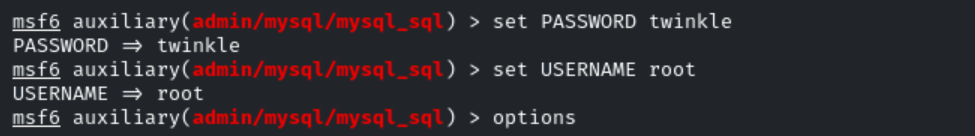 msf6 auxiliary(admin/mysql/mysql_sql) > set PASSWORD twinkle
PASSWORD ⇒ twinkle
msf6 auxiliary(admin/mysql/mysql_sql) > set USERNAME root
USERNAME ⇒ root
msf6 auxiliary(admin/mysql/mysql_sql) > options